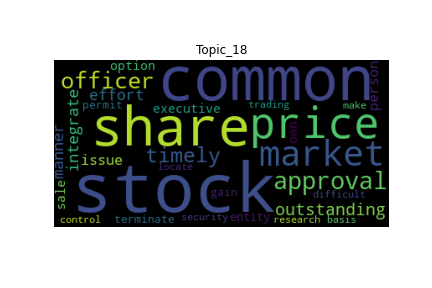 Topic_18
option
common
person
officer
effort
permit
executive
trading
make
integrate
share
price
own
manner
issue
timely
market
locate
stock
approval
sale
gain
difficult
outstanding
control
terminate
security
entity
research
basis